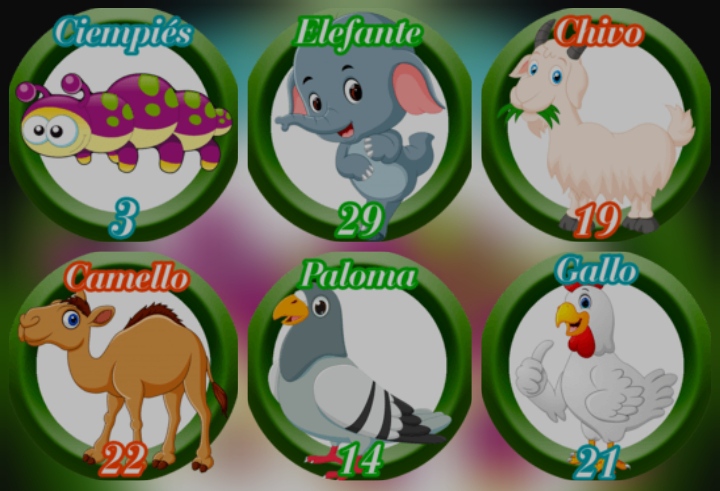 Ciempiés
3
Elefante
29
Chivo
19
Camello
22
Paloma
14
Gallo
21